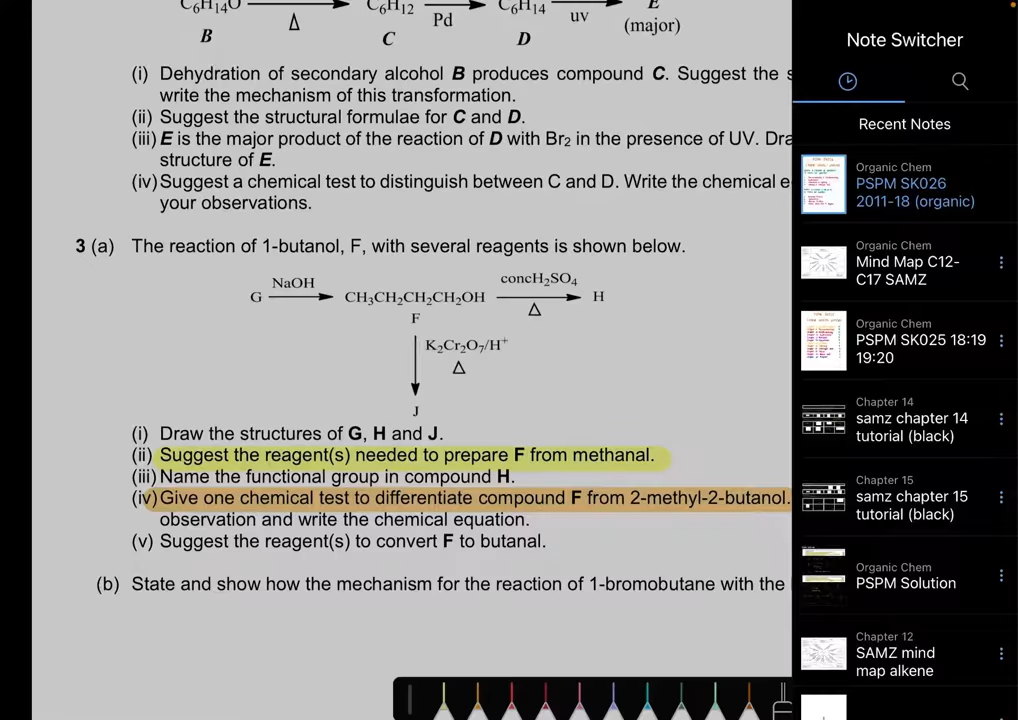 C₆H₁₄O C₆H₁₂ C₆H₁₄ E
Δ Pd uv (major)
B C D
(i) Dehydration of secondary alcohol B produces compound C. Suggest the s
write the mechanism of this transformation.
(ii) Suggest the structural formulae for C and D.
(iii) E is the major product of the reaction of D with Br₂ in the presence of UV. Dra
structure of E.
(iv) Suggest a chemical test to distinguish between C and D. Write the chemical e
your observations.
3 (a) The reaction of 1-butanol, F, with several reagents is shown below.
NaOH concH₂SO₄
G CH₃CH₂CH₂CH₂OH H
Δ
F
K₂Cr₂O₇/H⁺
Δ
J
(i) Draw the structures of G, H and J.
(ii) Suggest the reagent(s) needed to prepare F from methanal.
(iii) Name the functional group in compound H.
(iv) Give one chemical test to differentiate compound F from 2-methyl-2-butanol.
observation and write the chemical equation.
(v) Suggest the reagent(s) to convert F to butanal.
(b) State and show how the mechanism for the reaction of 1-bromobutane with the
Note Switcher
Recent Notes
Organic Chem
PSPM SK026
2011-18 (organic)
Organic Chem
Mind Map C12-
C17 SAMZ
Organic Chem
PSPM SK025 18:19
19:20
Chapter 14
samz chapter 14
tutorial (black)
Chapter 15
samz chapter 15
tutorial (black)
Organic Chem
PSPM Solution
Chapter 12
SAMZ mind
map alkene